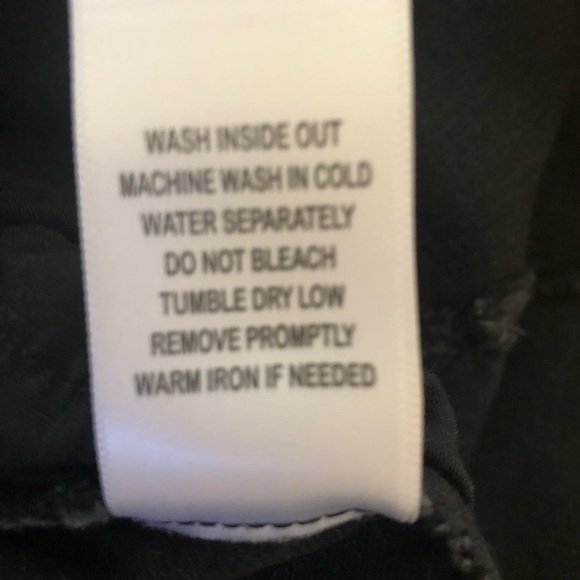 WASH INSIDE OUT
MACHINE WASH IN COLD
WATER SEPARATELY
DO NOT BLEACH
TUMBLE DRY LOW
REMOVE PROMPTLY
WARM IRON IF NEEDED